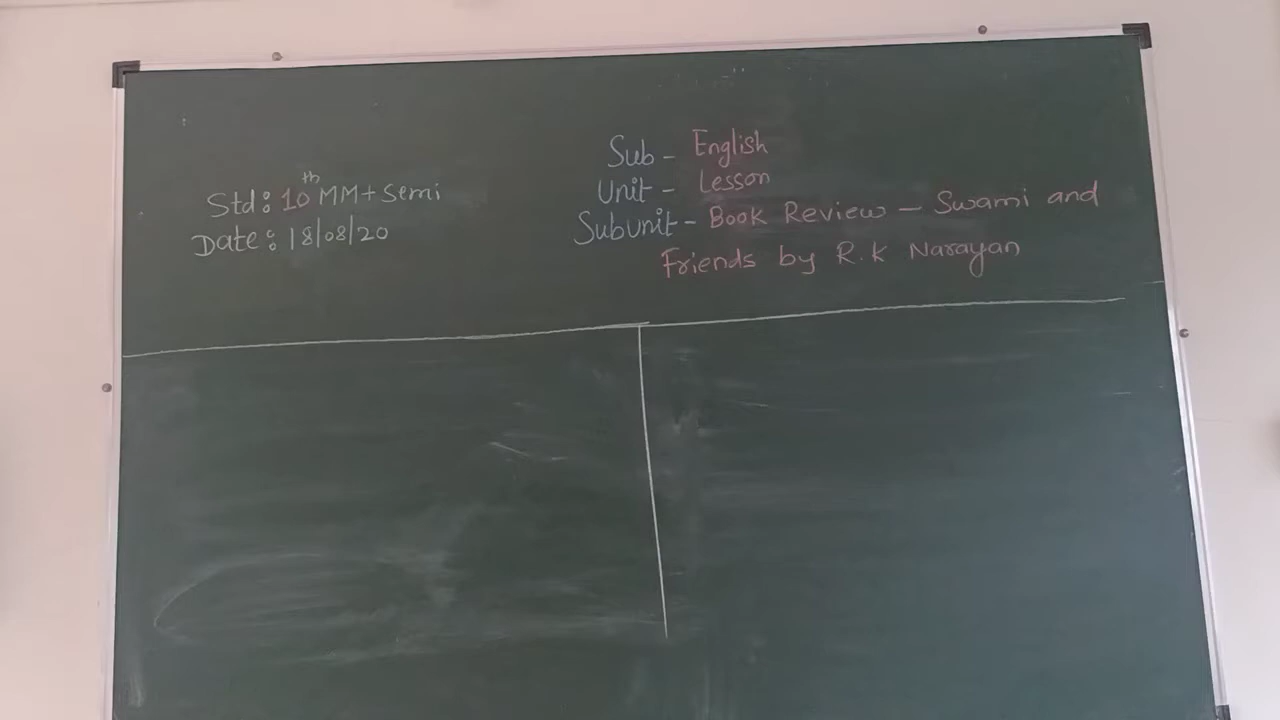 Std: 10th MM+Semi
Date: 18/08/20
Sub - English
Unit - Lesson
Subunit - Book Review - Swami and
Friends by R.K Narayan